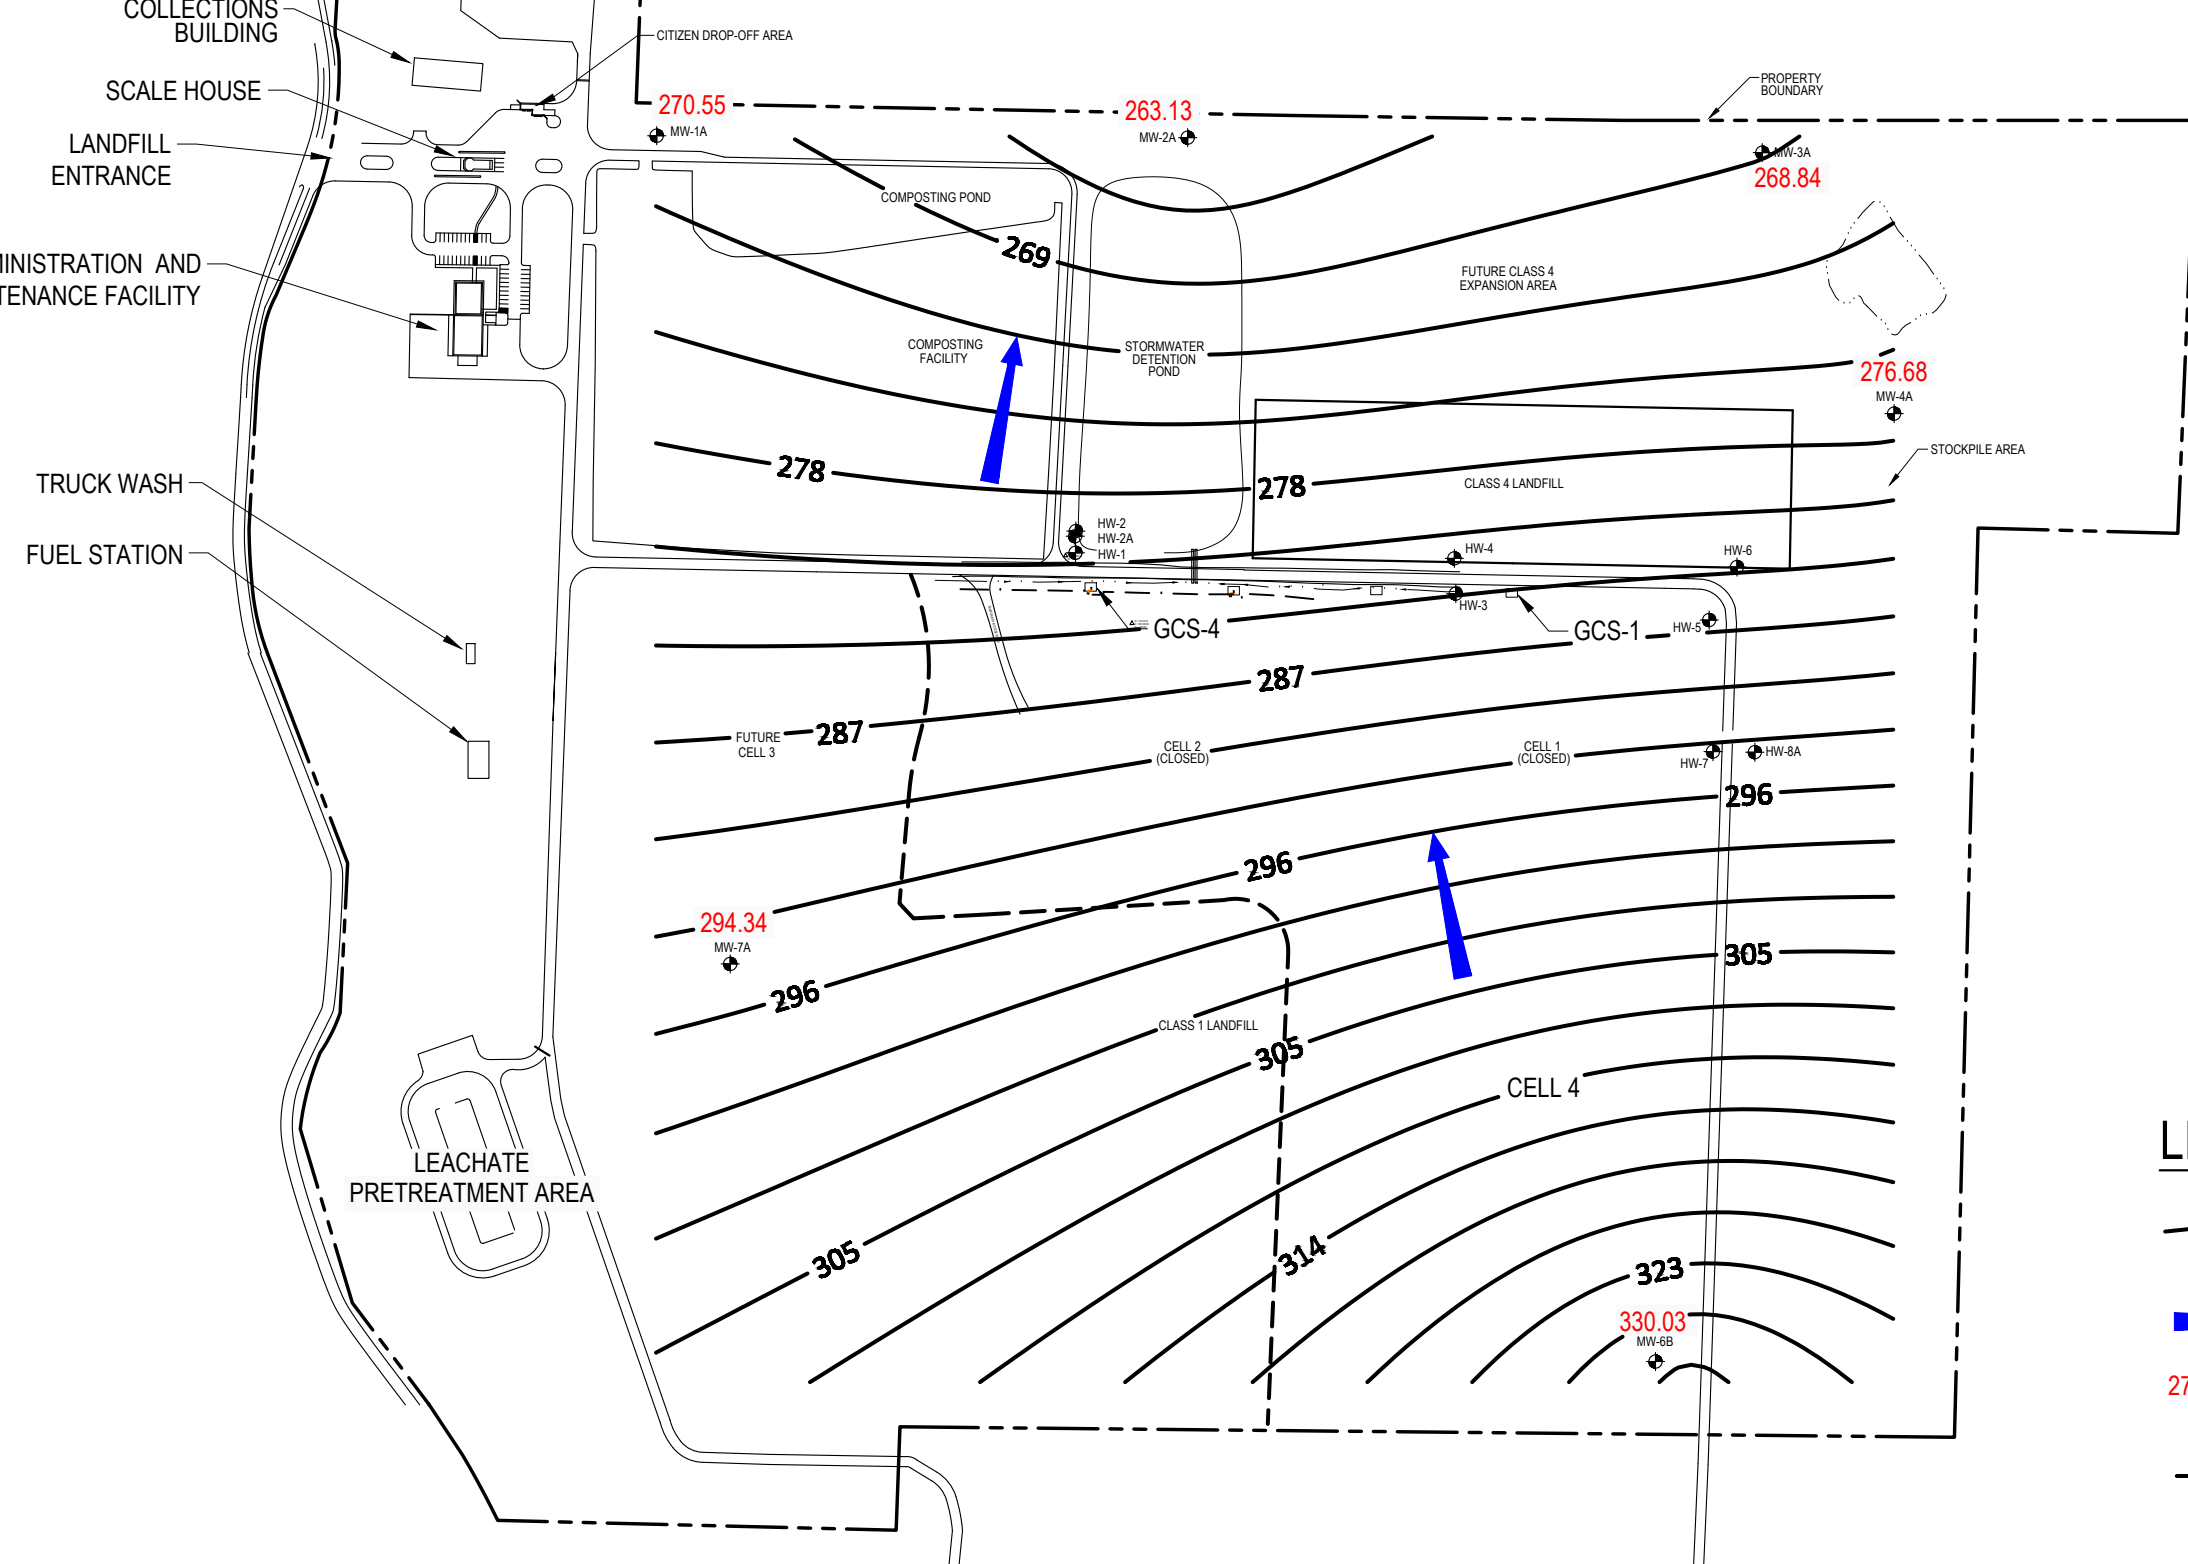 COLLECTIONS
BUILDING
CITIZEN DROP-OFF AREA
SCALE HOUSE
LANDFILL
ENTRANCE
MINISTRATION AND
TENANCE FACILITY
TRUCK WASH
FUEL STATION
270.55
MW-1A
263.13
MW-2A
PROPERTY
BOUNDARY
MW-3A
268.84
COMPOSTING POND
269
FUTURE CLASS 4
EXPANSION AREA
COMPOSTING
FACILITY
STORMWATER
DETENTION
POND
276.68
MW-4A
STOCKPILE AREA
278
278
CLASS 4 LANDFILL
HW-2
HW-2A
HW-1
HW-4
HW-6
HW-3
HW-5
GCS-4
GCS-1
287
287
FUTURE
CELL 3
CELL 2
(CLOSED)
CELL 1
(CLOSED)
HW-7
HW-8A
296
296
294.34
MW-7A
296
305
CLASS 1 LANDFILL
305
CELL 4
LEACHATE
PRETREATMENT AREA
305
314
323
330.03
MW-6B
27